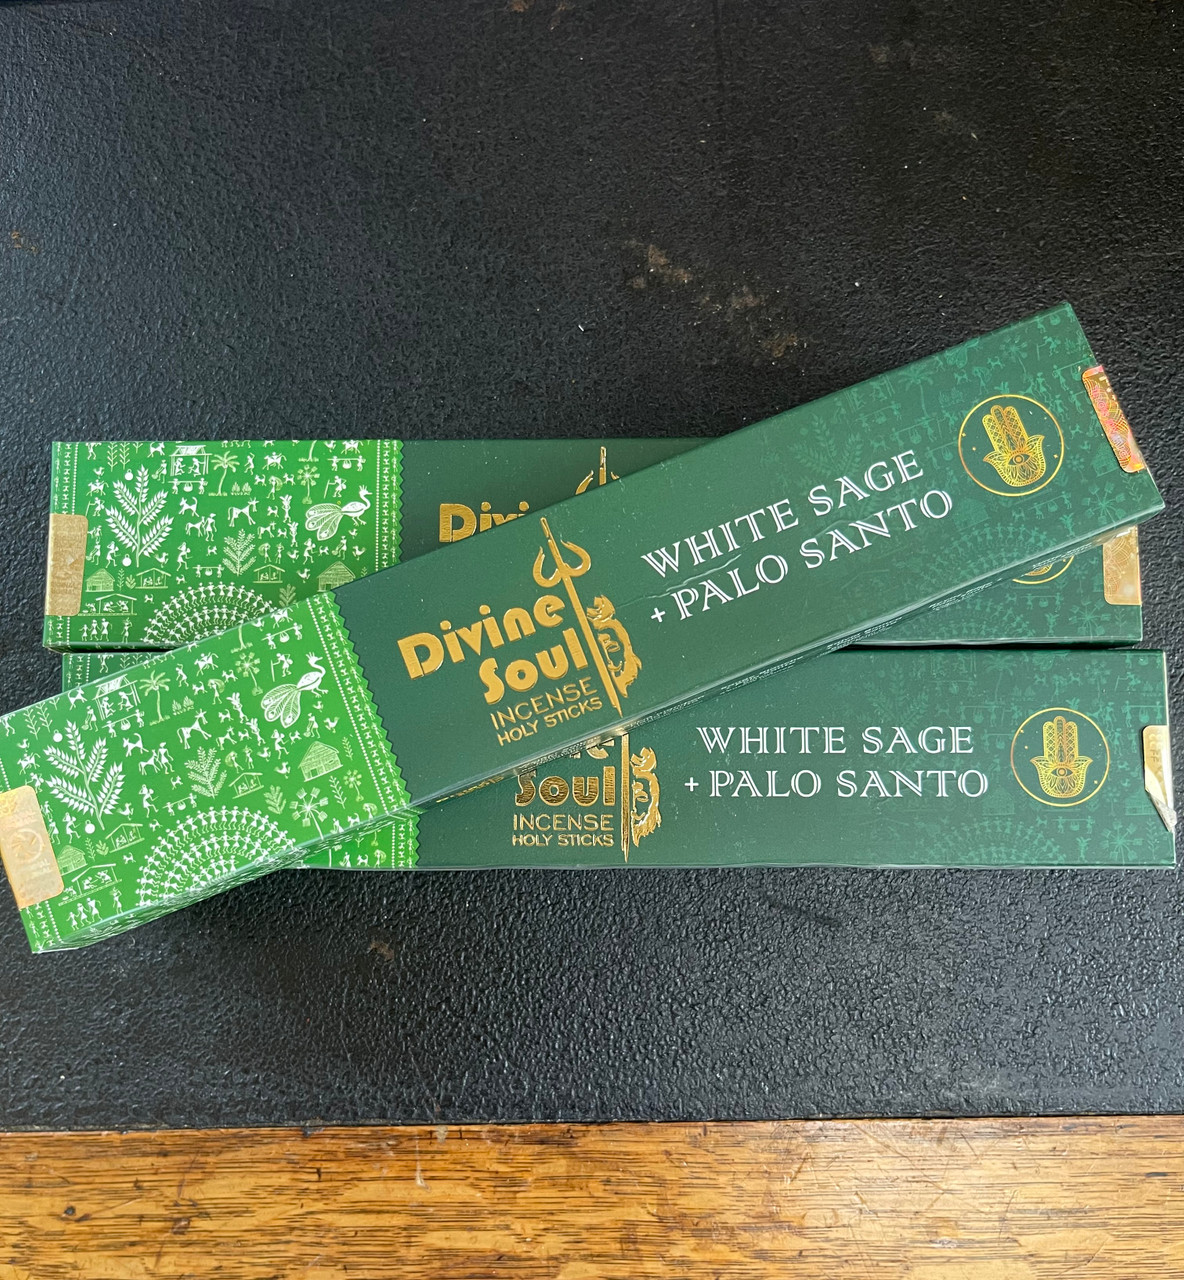 Divine
Soul
INCENSE
HOLY STICKS
WHITE SAGE
+ PALO SANTO
Soul
INCENSE
HOLY STICKS
WHITE SAGE
+ PALO SANTO